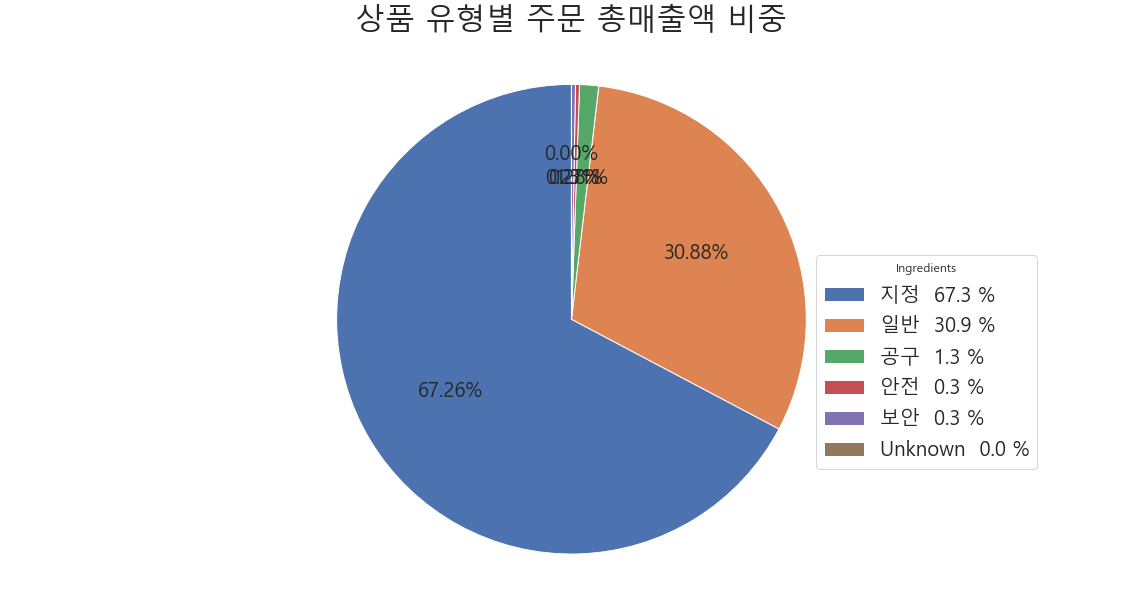 상품 유형별 주문 총매출액 비중
0.00%
30.88%
67.26%
Ingredients
지정 67.3 %
일반 30.9 %
공구 1.3 %
안전 0.3 %
보안 0.3 %
Unknown 0.0 %